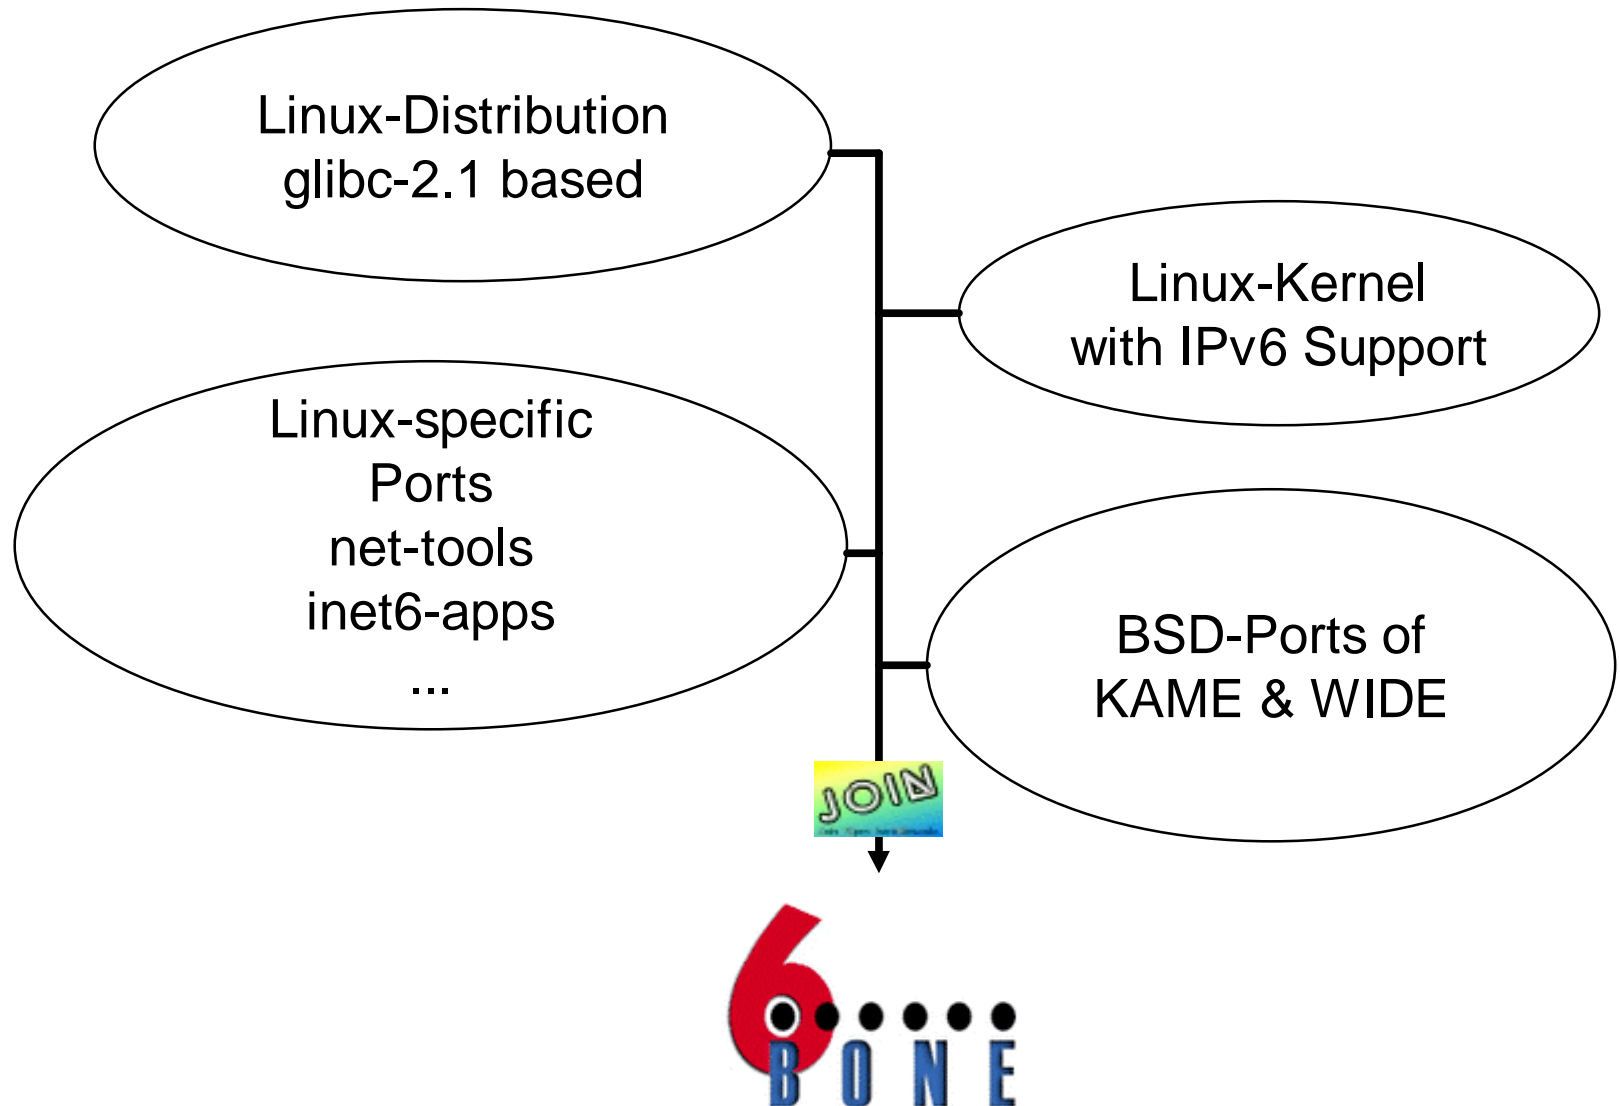 Linux-Distribution
glibc-2.1 based
Linux-Kernel
with IPv6 Support
Linux-specific
Ports
net-tools
inet6-apps
...
BSD-Ports of
KAME & WIDE
JOIN
6
BONE